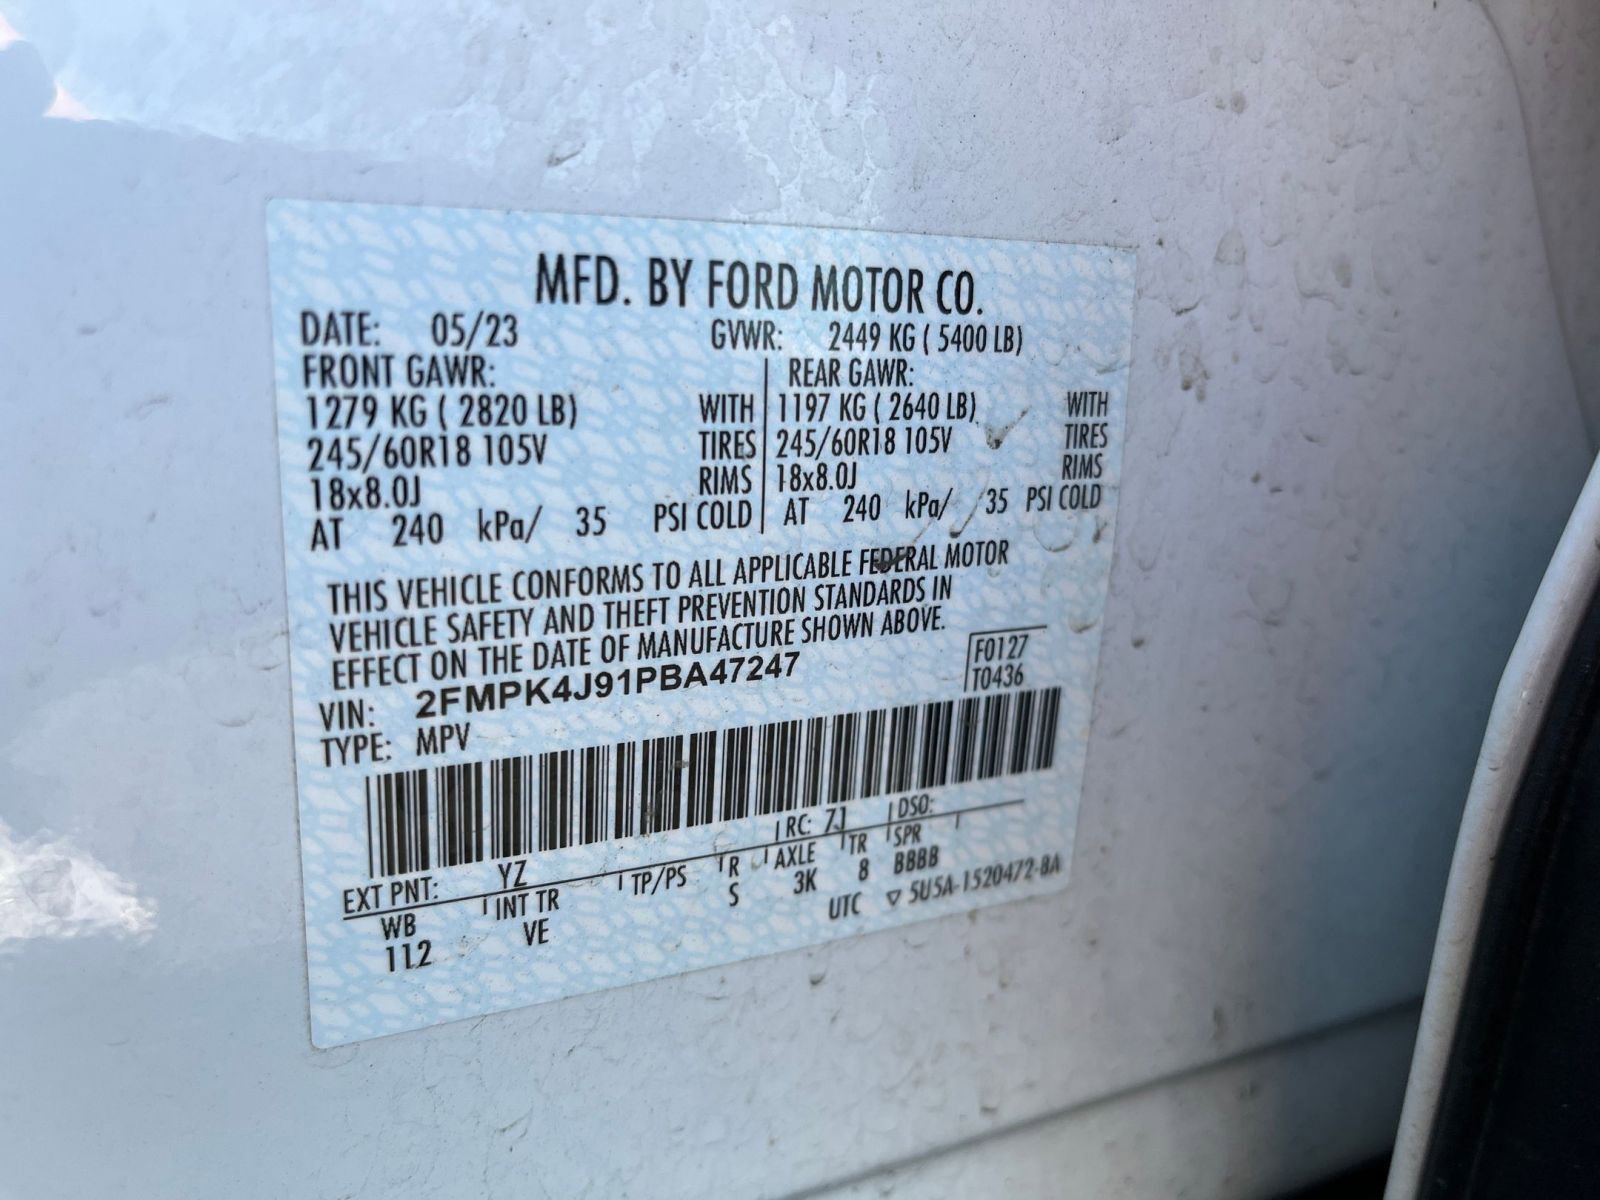 MFD. BY FORD MOTOR CO.
DATE: 05/23 GVWR: 2449 KG ( 5400 LB)
FRONT GAWR: REAR GAWR:
1279 KG ( 2820 LB) WITH 1197 KG ( 2640 LB) WITH
245/60R18 105V TIRES 245/60R18 105V TIRES
18x8.0J RIMS 18x8.0J RIMS
AT 240 kPa/ 35 PSI COLD AT 240 kPa/ 35 PSI COLD
THIS VEHICLE CONFORMS TO ALL APPLICABLE FEDERAL MOTOR
VEHICLE SAFETY AND THEFT PREVENTION STANDARDS IN
EFFECT ON THE DATE OF MANUFACTURE SHOWN ABOVE.
VIN: 2FMPK4J91PBA47247 F0127
TYPE: MPV T0436
EXT PNT: YZ RC: 71 DSO:
WB INT TR TP/PS R AXLE TR SPR
112 VE S 3K 8 BBBB
UTC ▽ 5U5A-1520472-BA